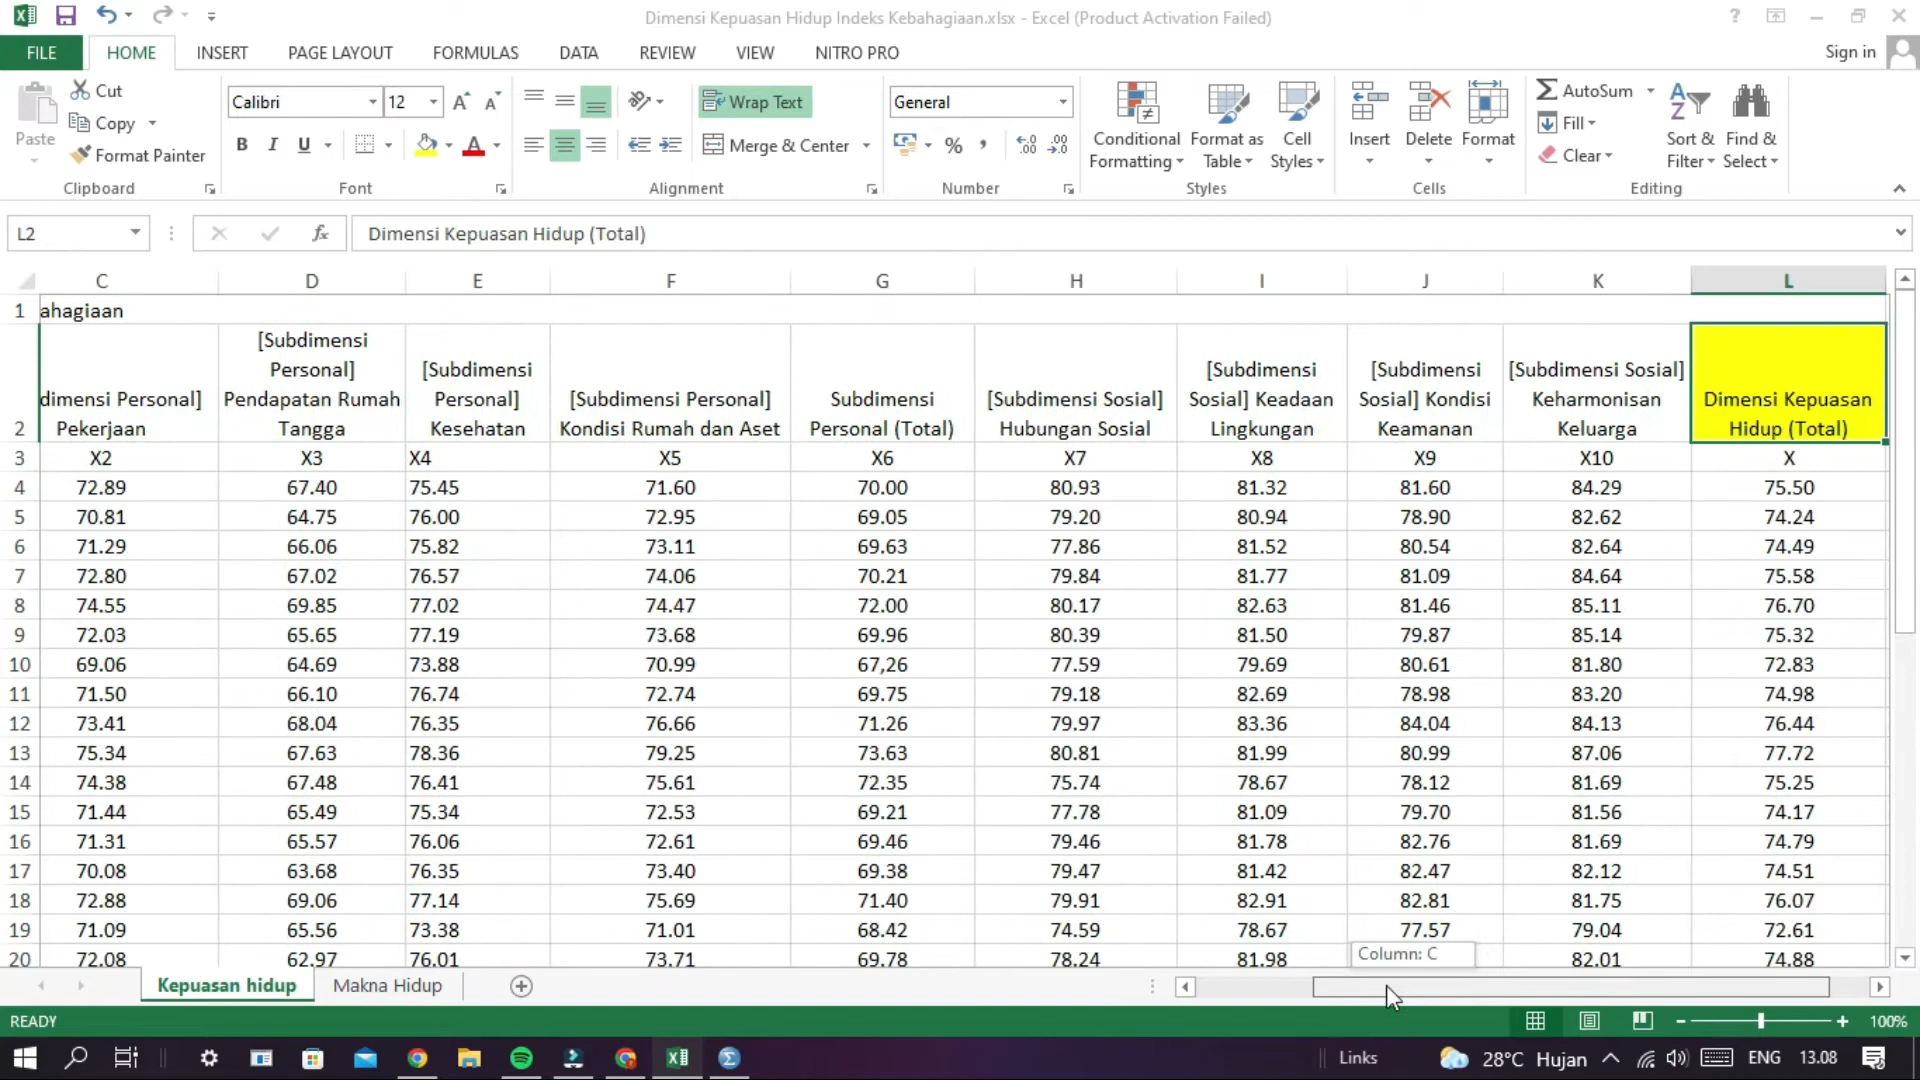 Dimensi Kepuasan Hidup Indeks Kebahagiaan.xlsx - Excel (Product Activation Failed)
?
FILE HOME INSERT PAGE LAYOUT FORMULAS DATA REVIEW VIEW NITRO PRO Sign in
Cut
Copy
Format Painter
Paste
Clipboard
Calibri 12
B I U
Font
Wrap Text
Merge & Center
Alignment
General
%
Number
Conditional Formatting
Format as Table
Cell Styles
Styles
Insert Delete Format
Cells
AutoSum
Fill
Clear
Sort & Filter
Find & Select
Editing
L2 fx Dimensi Kepuasan Hidup (Total)
C D E F G H I J K L
1 ahagiaan
2
dimensi Personal]
Pekerjaan
[Subdimensi
Personal]
Pendapatan Rumah
Tangga
[Subdimensi
Personal]
Kesehatan
[Subdimensi Personal]
Kondisi Rumah dan Aset
Subdimensi
Personal (Total)
[Subdimensi Sosial]
Hubungan Sosial
[Subdimensi
Sosial] Keadaan
Lingkungan
[Subdimensi
Sosial] Kondisi
Keamanan
[Subdimensi Sosial]
Keharmonisan
Keluarga
Dimensi Kepuasan
Hidup (Total)
3 X2 X3 X4 X5 X6 X7 X8 X9 X10 X
4 72.89 67.40 75.45 71.60 70.00 80.93 81.32 81.60 84.29 75.50
5 70.81 64.75 76.00 72.95 69.05 79.20 80.94 78.90 82.62 74.24
6 71.29 66.06 75.82 73.11 69.63 77.86 81.52 80.54 82.64 74.49
7 72.80 67.02 76.57 74.06 70.21 79.84 81.77 81.09 84.64 75.58
8 74.55 69.85 77.02 74.47 72.00 80.17 82.63 81.46 85.11 76.70
9 72.03 65.65 77.19 73.68 69.96 80.39 81.50 79.87 85.14 75.32
10 69.06 64.69 73.88 70.99 67,26 77.59 79.69 80.61 81.80 72.83
11 71.50 66.10 76.74 72.74 69.75 79.18 82.69 78.98 83.20 74.98
12 73.41 68.04 76.35 76.66 71.26 79.97 83.36 84.04 84.13 76.44
13 75.34 67.63 78.36 79.25 73.63 80.81 81.99 80.99 87.06 77.72
14 74.38 67.48 76.41 75.61 72.35 75.74 78.67 78.12 81.69 75.25
15 71.44 65.49 75.34 72.53 69.21 77.78 81.09 79.70 81.56 74.17
16 71.31 65.57 76.06 72.61 69.46 79.46 81.78 82.76 81.69 74.79
17 70.08 63.68 76.35 73.40 69.38 79.47 81.42 82.47 82.12 74.51
18 72.88 69.06 77.14 75.69 71.40 79.91 82.91 82.81 81.75 76.07
19 71.09 65.56 73.38 71.01 68.42 74.59 78.67 77.57 79.04 72.61
20 72.08 62.97 76.01 73.71 69.78 78.24 81.98 82.01 74.88
Column: C
Kepuasan hidup Makna Hidup
READY 100%
Links 28°C Hujan ENG 13.08